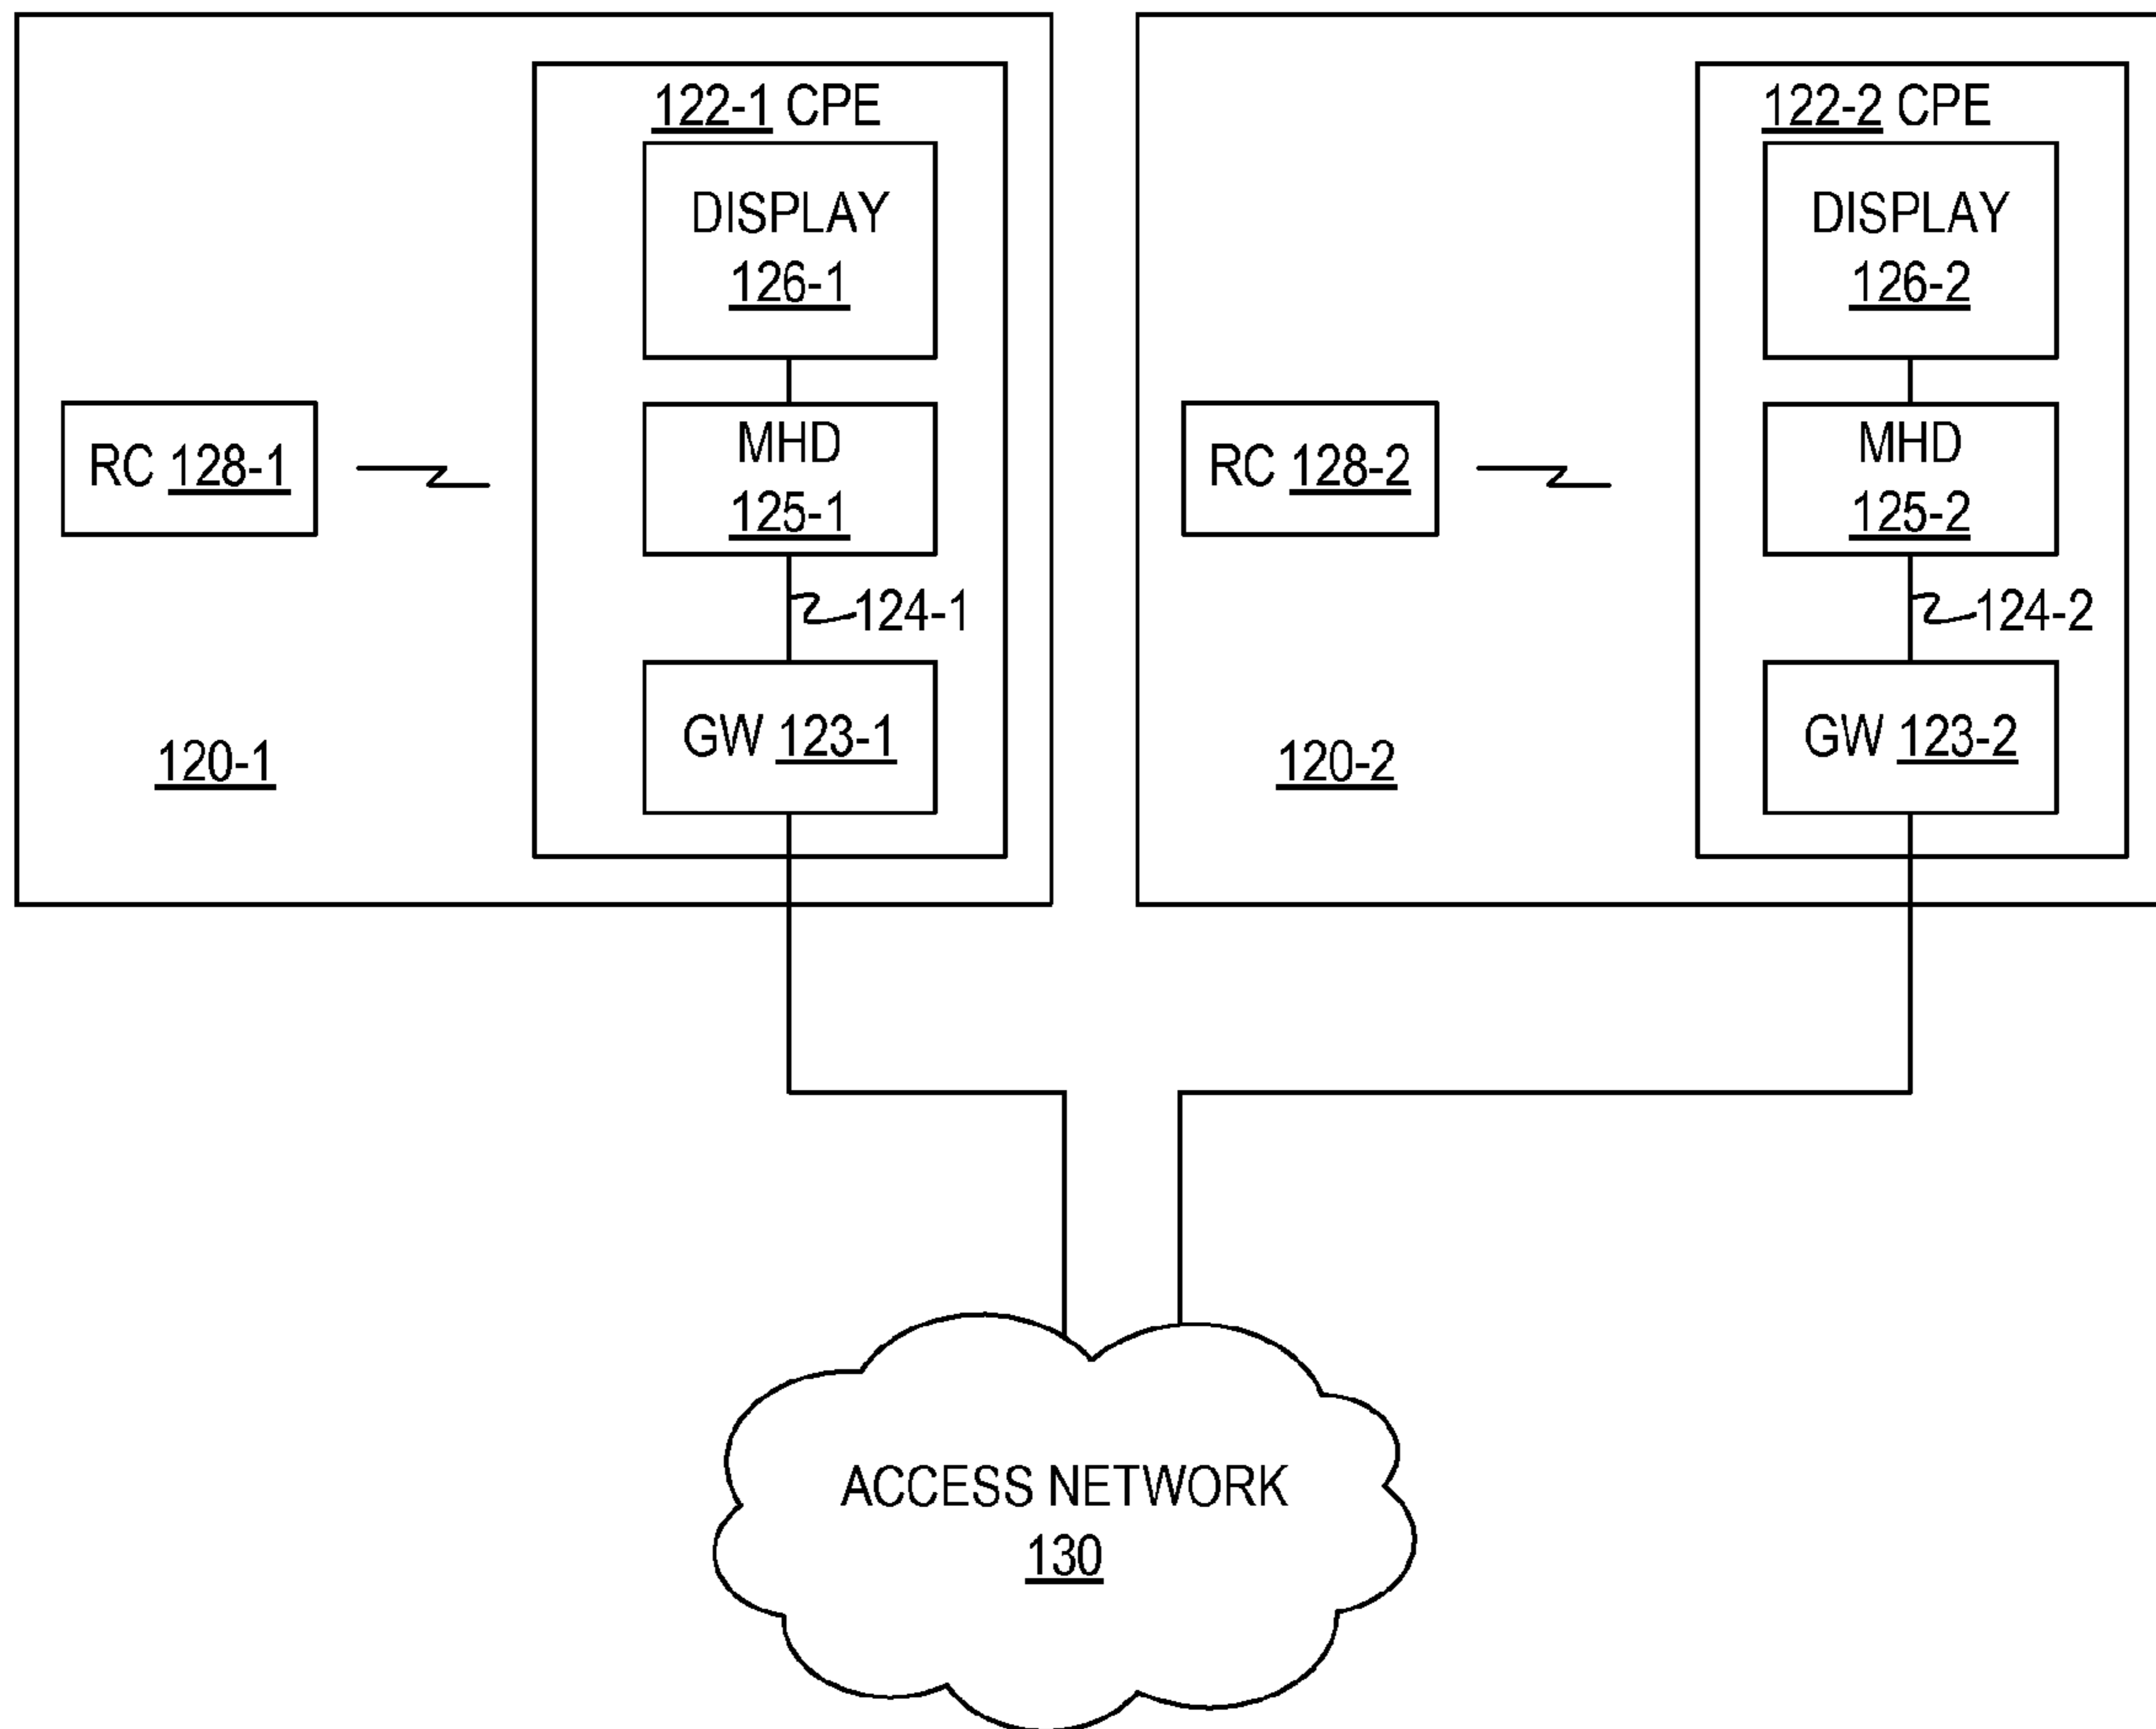 122-1 CPE
DISPLAY
126-1
RC 128-1
MHD
125-1
124-1
GW 123-1
120-1
122-2 CPE
DISPLAY
126-2
RC 128-2
MHD
125-2
124-2
GW 123-2
120-2
ACCESS NETWORK
130